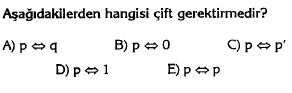 Aşağıdakilerden hangisi çift gerektirmedir?
A) p ⇔ q B) p ⇔ 0 C) p ⇔ p′
D) p ⇔ 1 E) p ⇔ p